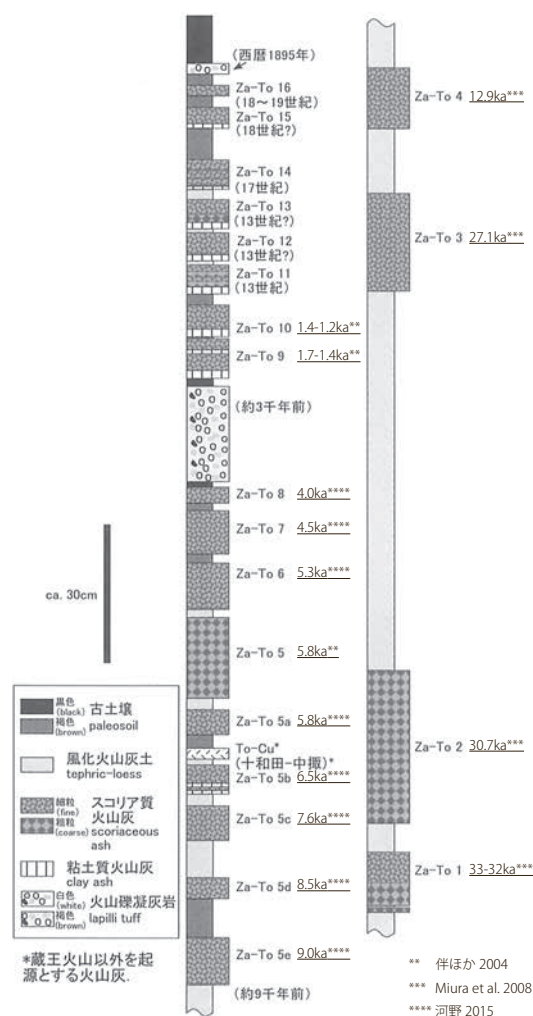 (西暦1895年)
Za-To 16
(18～19世紀)
Za-To 15
(18世紀?)
Za-To 14
(17世紀)
Za-To 13
(13世紀?)
Za-To 12
(13世紀?)
Za-To 11
(13世紀)
Za-To 10 1.4-1.2ka**
Za-To 9 1.7-1.4ka**
(約3千年前)
Za-To 8 4.0ka****
Za-To 7 4.5ka****
Za-To 6 5.3ka****
Za-To 5 5.8ka**
Za-To 5a 5.8ka****
To-Cu*
(十和田-中掫)*
Za-To 5b 6.5ka****
Za-To 5c 7.6ka****
Za-To 5d 8.5ka****
Za-To 5e 9.0ka****
(約9千年前)
Za-To 4 12.9ka***
Za-To 3 27.1ka***
Za-To 2 30.7ka***
Za-To 1 33-32ka***
ca. 30cm
黒色
(black) 古土壌
褐色 paleosoil
(brown)
風化火山灰土
tephric-loess
細粒 スコリア質
(fine) 火山灰
粗粒 scoriaceous
(coarse) ash
粘土質火山灰
clay ash
白色
(white) 火山礫凝灰岩
褐色 lapilli tuff
(brown)
*蔵王火山以外を起
源とする火山灰.
** 伴ほか 2004
*** Miura et al. 2008
**** 河野 2015